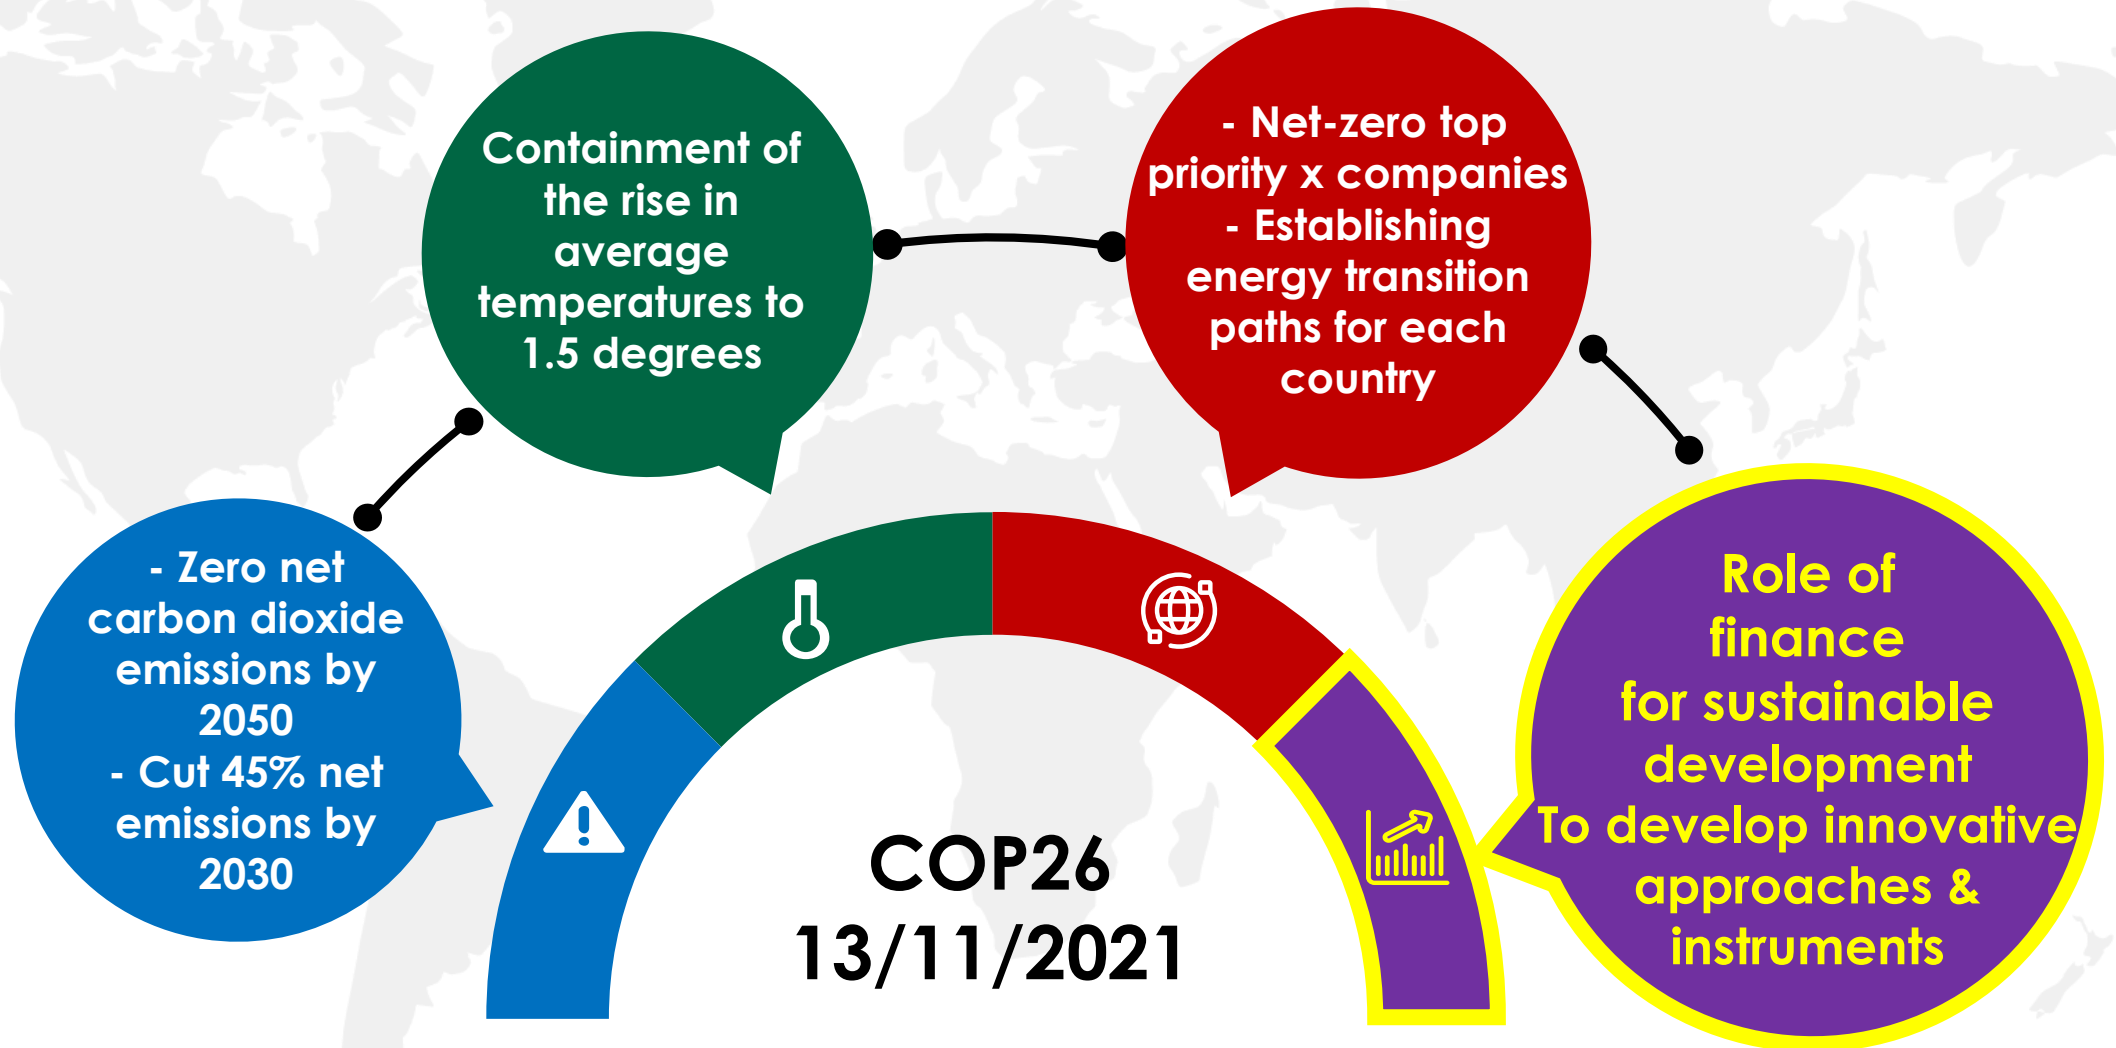 - Zero net
carbon dioxide
emissions by
2050
- Cut 45% net
emissions by
2030
Containment of
the rise in
average
temperatures to
1.5 degrees
- Net-zero top
priority x companies
- Establishing
energy transition
paths for each
country
Role of
finance
for sustainable
development
To develop innovative
approaches &
instruments
COP26
13/11/2021